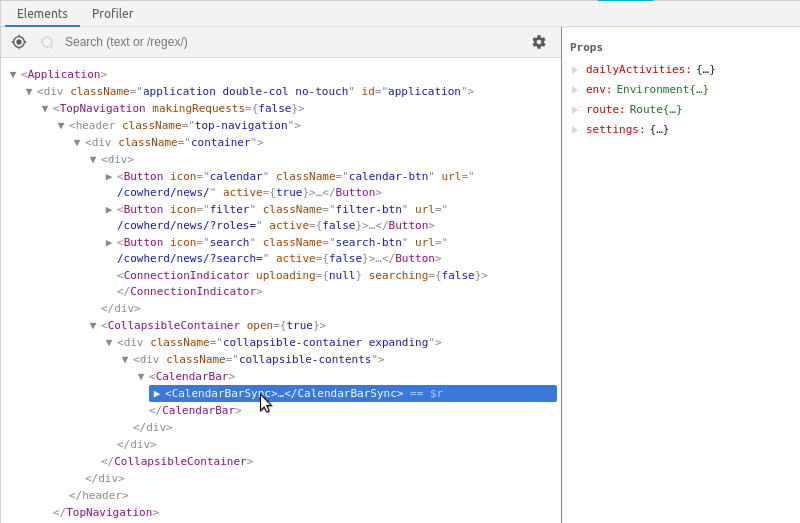 Elements Profiler
Search (text or /regex/)
▼ <Application>
▼ <div className="application double-col no-touch" id="application">
▼ <TopNavigation makingRequests={false}>
▼ <header className="top-navigation">
▼ <div className="container">
▼ <div>
▶ <Button icon="calendar" className="calendar-btn" url="
/cowherd/news/" active={true}>…</Button>
▶ <Button icon="filter" className="filter-btn" url="
/cowherd/news/?roles=" active={false}>…</Button>
▶ <Button icon="search" className="search-btn" url="
/cowherd/news/?search=" active={false}>…</Button>
<ConnectionIndicator uploading={null} searching={false}>
</ConnectionIndicator>
</div>
▼ <CollapsibleContainer open={true}>
▼ <div className="collapsible-container expanding">
▼ <div className="collapsible-contents">
▼ <CalendarBar>
▶ <CalendarBarSync>…</CalendarBarSync> == $r
</CalendarBar>
</div>
</div>
</CollapsibleContainer>
</div>
</header>
</TopNavigation>
Props
▶ dailyActivities: {…}
▶ env: Environment{…}
▶ route: Route{…}
▶ settings: {…}